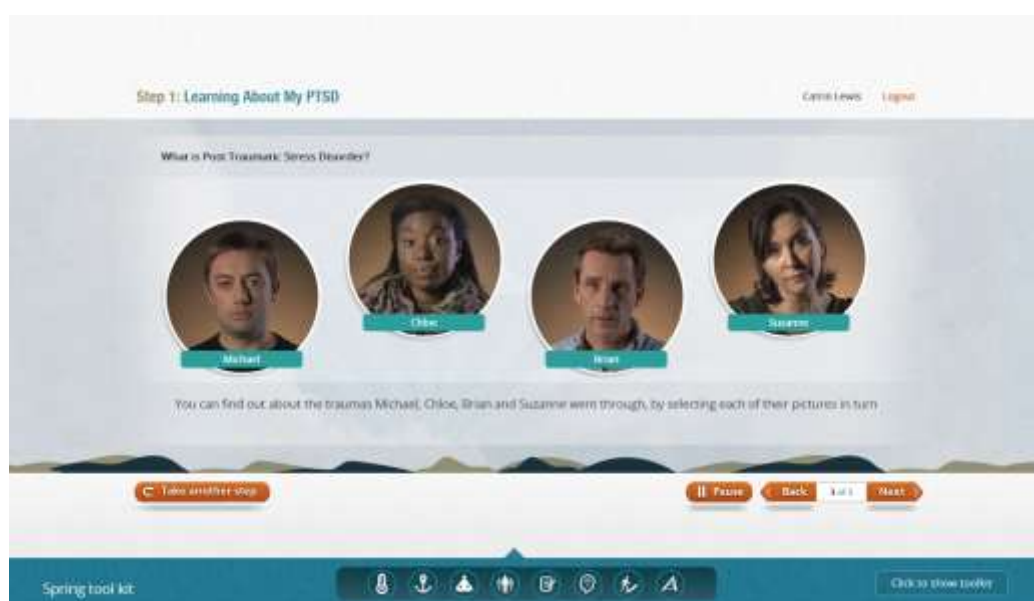 Step 1: Learning About My PTSD
Catrin Lewis Logout
What is Post Traumatic Stress Disorder?
Michael
Chloe
Brian
Suzanne
You can find out about the traumas Michael, Chloe, Brian and Suzanne went through, by selecting each of their pictures in turn
Take another step
Pause
Back
Next
Spring tool kit
Click to show toolkit